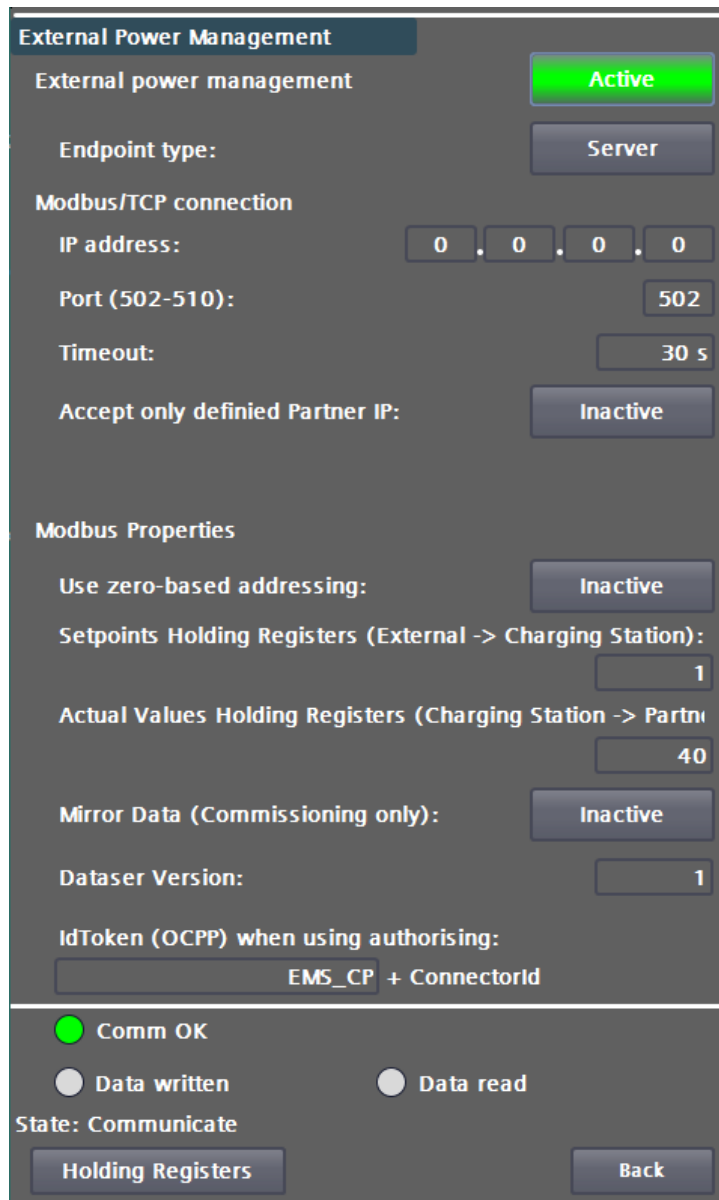 External Power Management
External power management Active
Endpoint type: Server
Modbus/TCP connection
IP address: 0 . 0 . 0 . 0
Port (502-510): 502
Timeout: 30 s
Accept only definied Partner IP: Inactive
Modbus Properties
Use zero-based addressing: Inactive
Setpoints Holding Registers (External -> Charging Station):
1
Actual Values Holding Registers (Charging Station -> Partn
40
Mirror Data (Commissioning only): Inactive
Dataser Version: 1
IdToken (OCPP) when using authorising:
EMS_CP + ConnectorId
Comm OK
Data written Data read
State: Communicate
Holding Registers Back